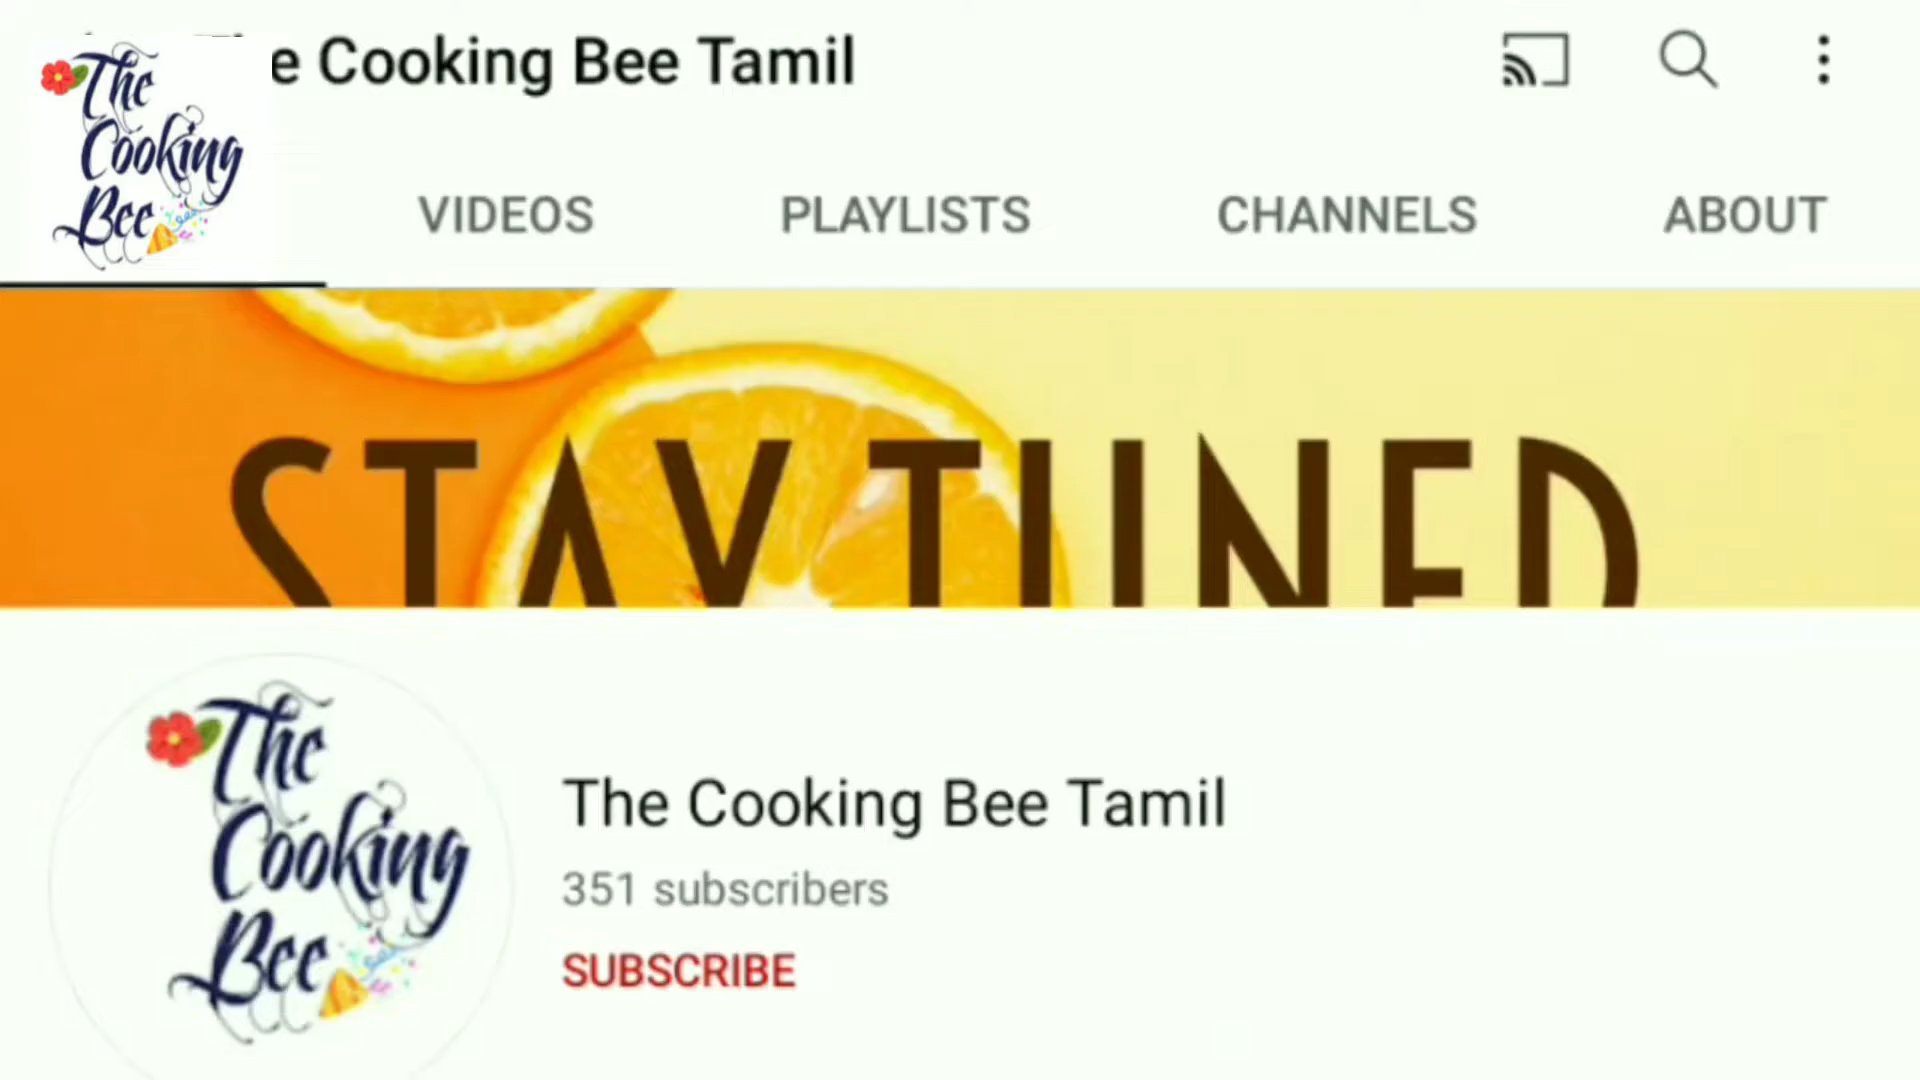 The
Cooking
Bee
e Cooking Bee Tamil
VIDEOS PLAYLISTS CHANNELS ABOUT
STAY TUNED
The
Cooking
Bee
The Cooking Bee Tamil
351 subscribers
SUBSCRIBE